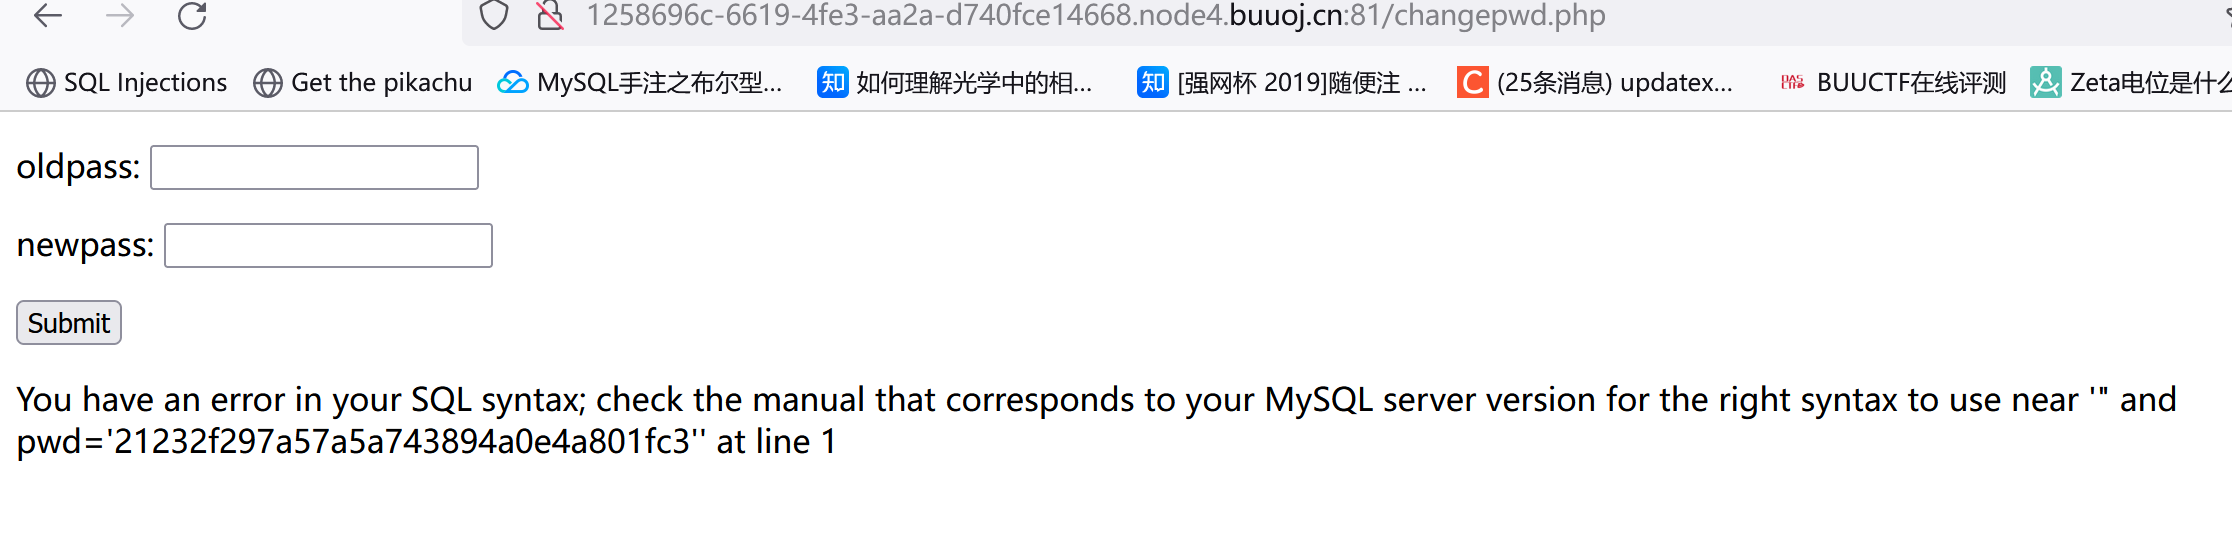 1258696c-6619-4fe3-aa2a-d740fce14668.node4.buuoj.cn:81/changepwd.php
SQL Injections Get the pikachu MySQL手注之布尔型... 知 如何理解光学中的相... 知 [强网杯 2019]随便注 ... C (25条消息) updatex... BUUCTF在线评测 Zeta电位是什么
oldpass:
newpass:
Submit
You have an error in your SQL syntax; check the manual that corresponds to your MySQL server version for the right syntax to use near '"' and
pwd='21232f297a57a5a743894a0e4a801fc3'' at line 1